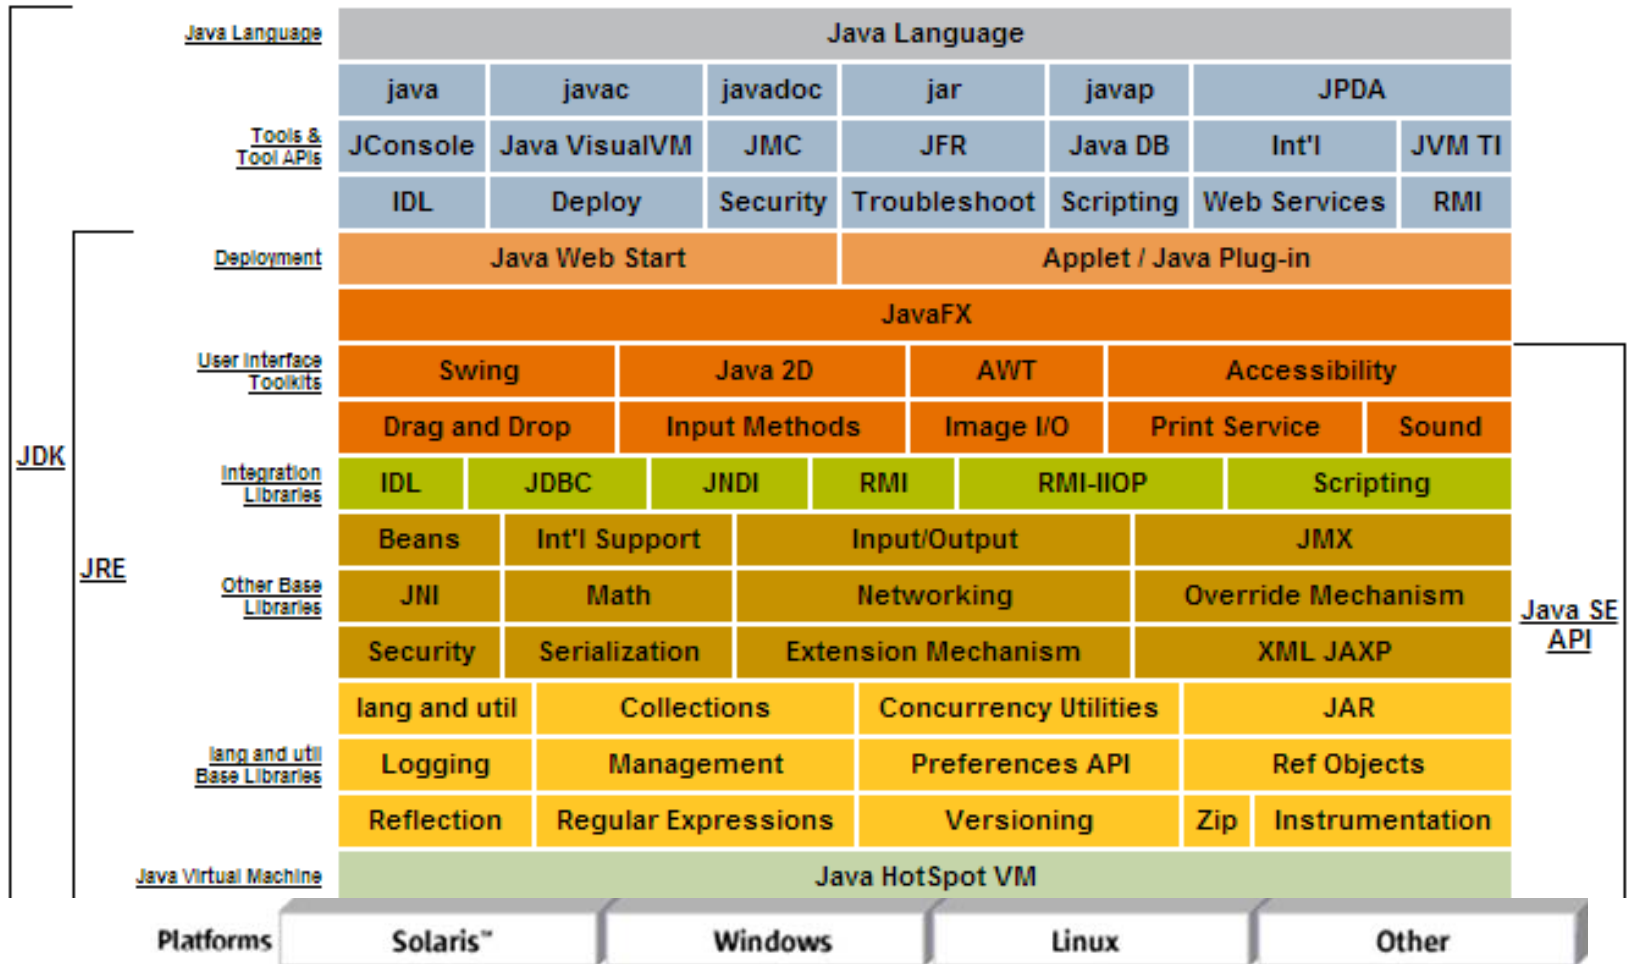 Java Language Java Language
java javac javadoc jar javap JPDA
Tools &
Tool APIs
JConsole Java VisualVM JMC JFR Java DB Int'l JVM TI
IDL Deploy Security Troubleshoot Scripting Web Services RMI
Deployment Java Web Start Applet / Java Plug-in
JavaFX
User Interface
Toolkits
Swing Java 2D AWT Accessibility
Drag and Drop Input Methods Image I/O Print Service Sound
JDK
Integration
Libraries
IDL JDBC JNDI RMI RMI-IIOP Scripting
Beans Int'l Support Input/Output JMX
JRE
Other Base
Libraries
JNI Math Networking Override Mechanism
Java SE
API
Security Serialization Extension Mechanism XML JAXP
lang and util Collections Concurrency Utilities JAR
lang and util
Base Libraries
Logging Management Preferences API Ref Objects
Reflection Regular Expressions Versioning Zip Instrumentation
Java Virtual Machine Java HotSpot VM
Platforms Solaris™ Windows Linux Other